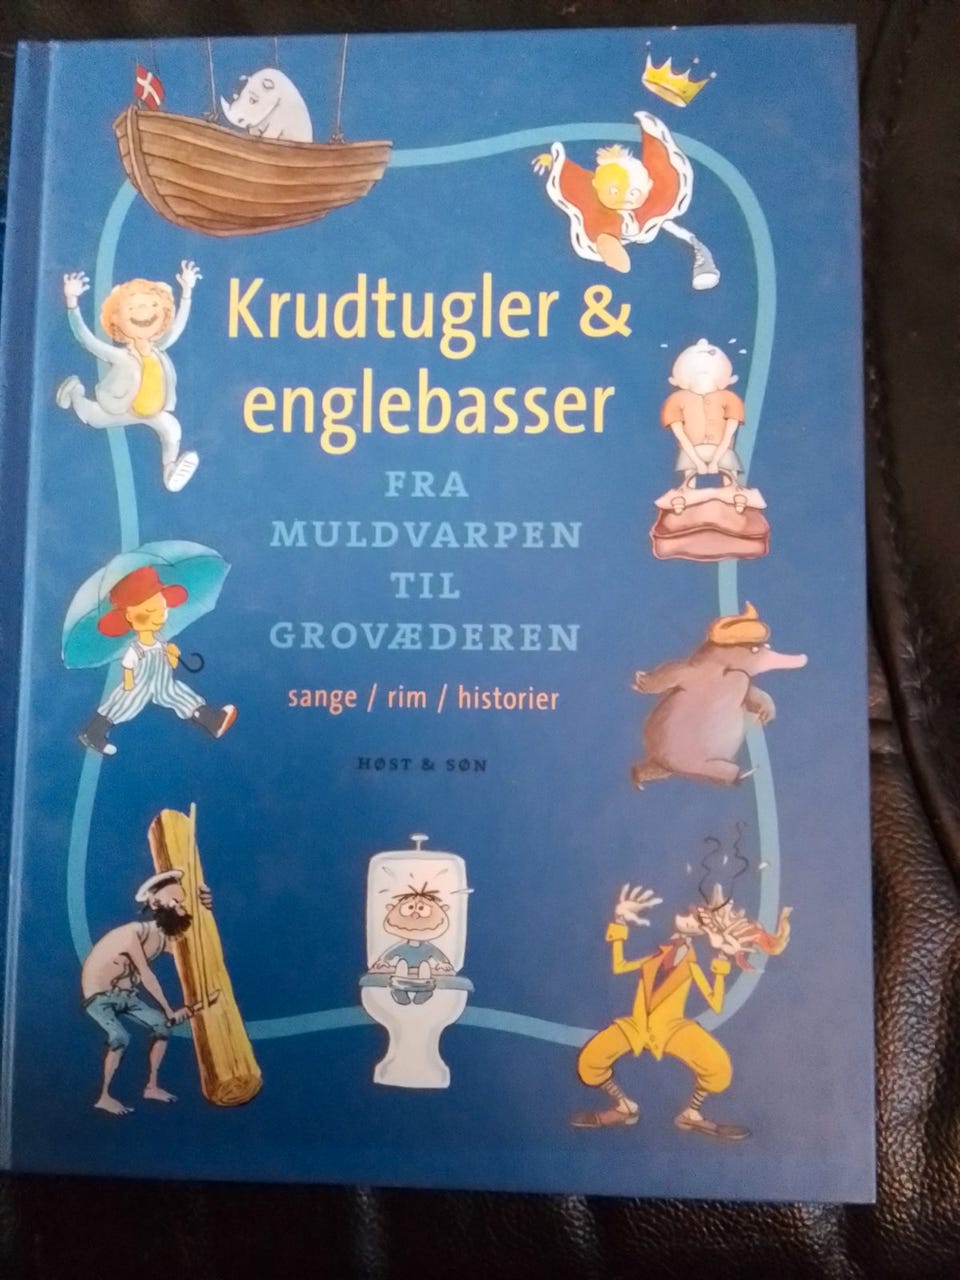 Krudtugler &
englebasser
FRA
MULDVARPEN
TIL
GROVÆDEREN
sange / rim / historier
HØST & SØN